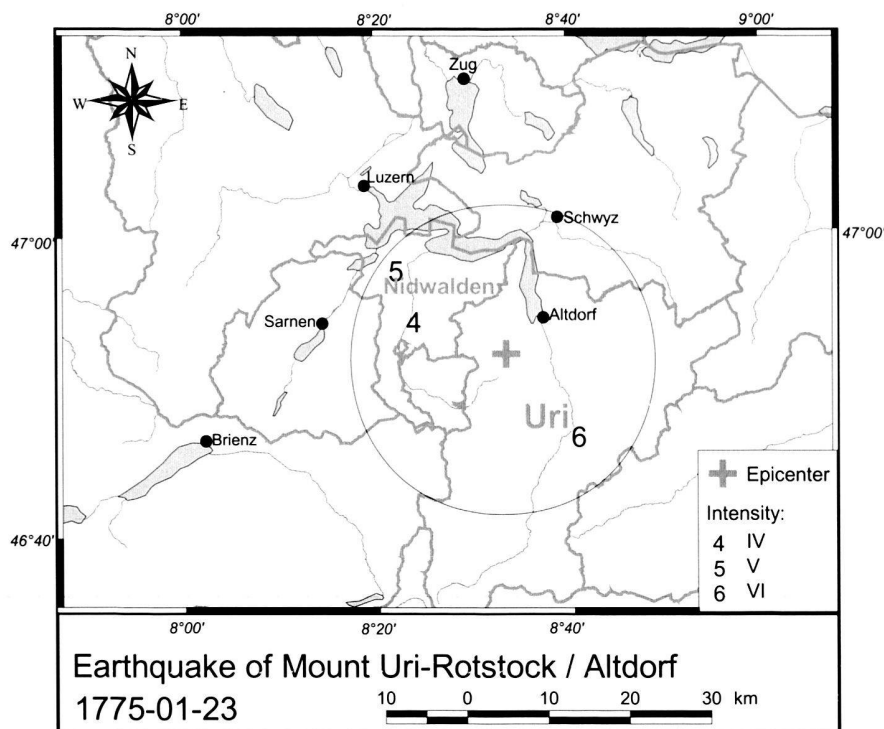 8°00' 8°20' 8°40' 9°00'
N
W E
S
Zug
Luzern
Schwyz
47°00' 47°00'
5
Nidwalden
4
Sarnen
Altdorf
Uri
6
Brienz
Epicenter
Intensity:
4 IV
5 V
6 VI
46°40'
8°00' 8°20' 8°40'
Earthquake of Mount Uri-Rotstock / Altdorf
1775-01-23
10 0 10 20 30 km